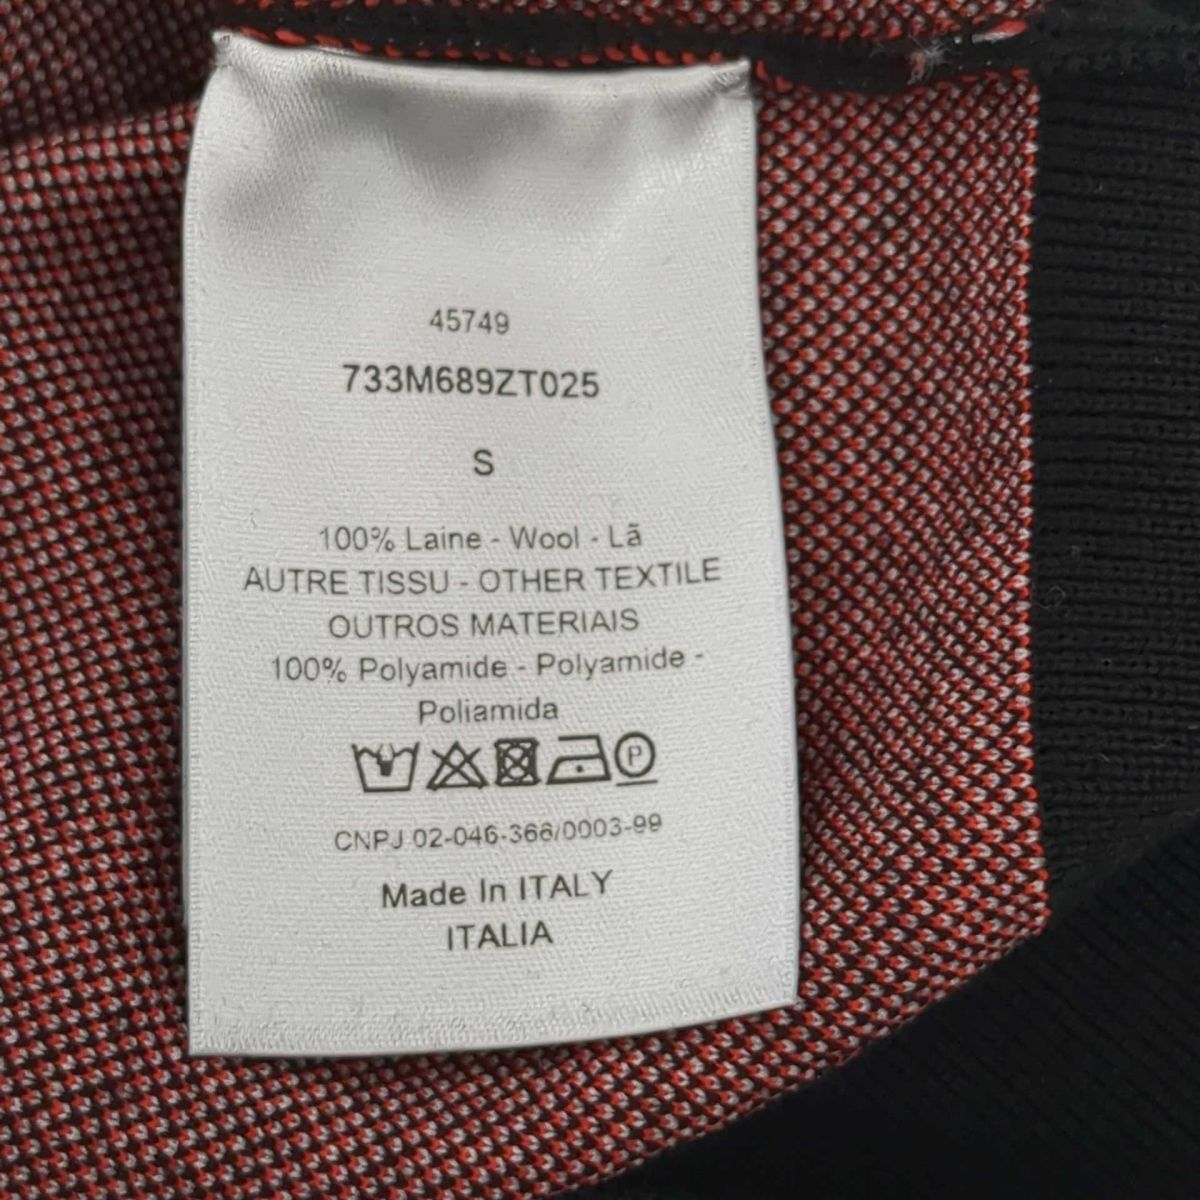 45749
733M689ZT025
S
100% Laine - Wool - Lã
AUTRE TISSU - OTHER TEXTILE
OUTROS MATERIAIS
100% Polyamide - Polyamide -
Poliamida
P
CNPJ 02-046-366/0003-99
Made In ITALY
ITALIA